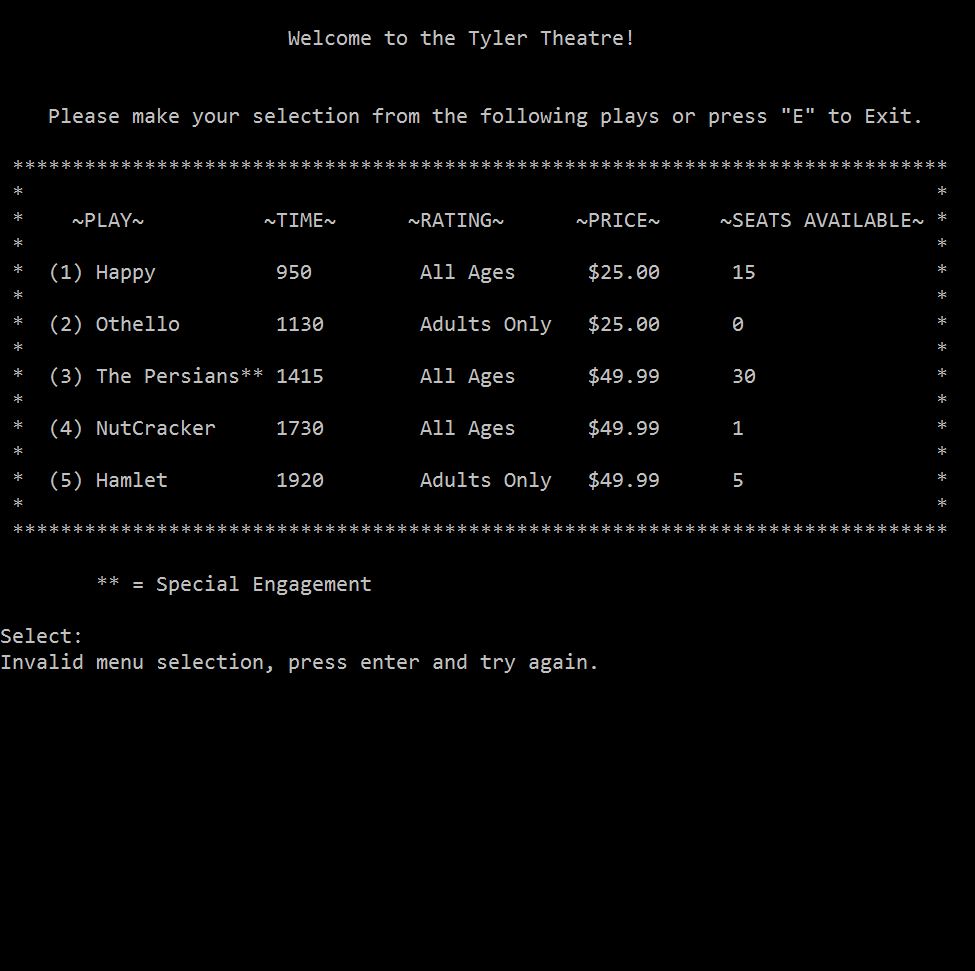 Welcome to the Tyler Theatre!
Please make your selection from the following plays or press "E" to Exit.
******************************************************************************
*                                                                            *
*    ~PLAY~          ~TIME~      ~RATING~      ~PRICE~     ~SEATS AVAILABLE~ *
*                                                                            *
*  (1) Happy          950         All Ages      $25.00      15               *
*                                                                            *
*  (2) Othello        1130        Adults Only   $25.00      0                *
*                                                                            *
*  (3) The Persians** 1415        All Ages      $49.99      30               *
*                                                                            *
*  (4) NutCracker     1730        All Ages      $49.99      1                *
*                                                                            *
*  (5) Hamlet         1920        Adults Only   $49.99      5                *
*                                                                            *
******************************************************************************
** = Special Engagement
Select:
Invalid menu selection, press enter and try again.